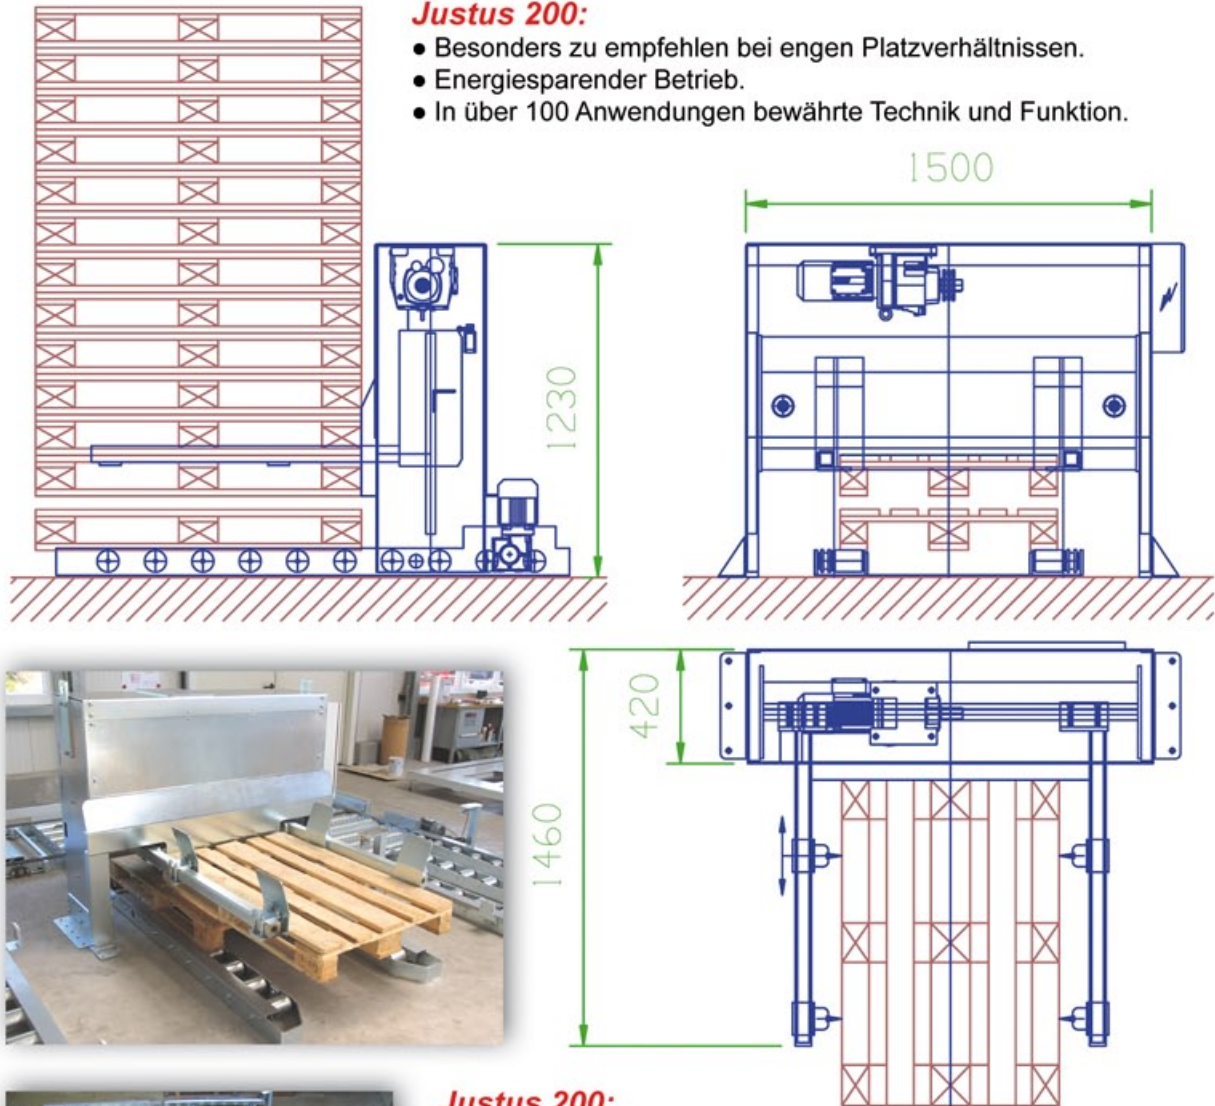 Justus 200:
● Besonders zu empfehlen bei engen Platzverhältnissen.
● Energiesparender Betrieb.
● In über 100 Anwendungen bewährte Technik und Funktion.
1500
1230
420
1460
Justus 200: